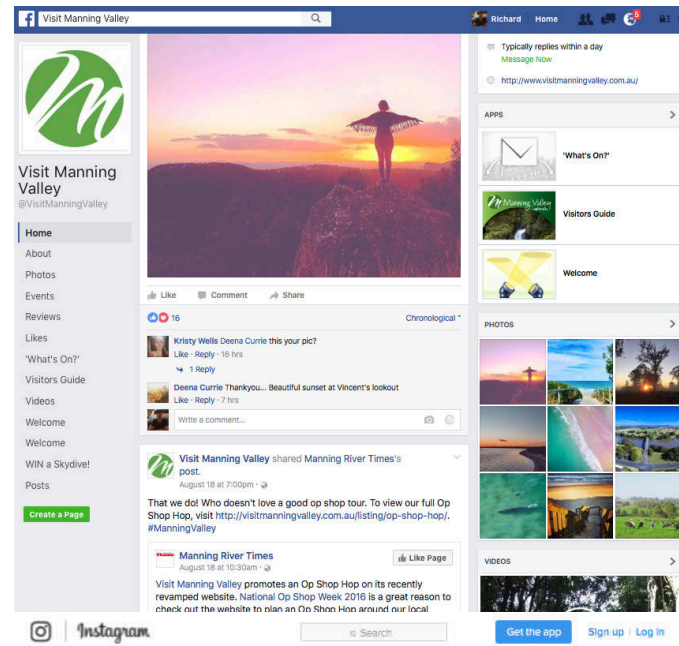 Visit Manning Valley
Richard Home
5
Visit Manning
Valley
@VisitManningValley
Home
About
Photos
Events
Reviews
Likes
'What's On?'
Visitors Guide
Videos
Welcome
Welcome
WIN a Skydive!
Posts
Create a Page
Like Comment Share
16 Chronological
Kristy Wells Deena Currie this your pic?
Like · Reply · 16 hrs
1 Reply
Deena Currie Thankyou... Beautiful sunset at Vincent's lookout
Like · Reply · 7 hrs
Write a comment...
Visit Manning Valley shared Manning River Times's
post.
August 18 at 7:00pm ·
That we do! Who doesn't love a good op shop tour. To view our full Op
Shop Hop, visit http://visitmanningvalley.com.au/listing/op-shop-hop/.
#ManningValley
Manning River Times
August 18 at 10:30am ·
Like Page
Visit Manning Valley promotes an Op Shop Hop on its recently
revamped website. National Op Shop Week 2016 is a great reason to
check out the website to plan an Op Shop Hop around our local
Typically replies within a day
Message Now
http://www.visitmanningvalley.com.au/
APPS
'What's On?'
Manning Valley
Visitors Guide
Welcome
PHOTOS
VIDEOS
Instagram
Search
Get the app
Sign up | Log in